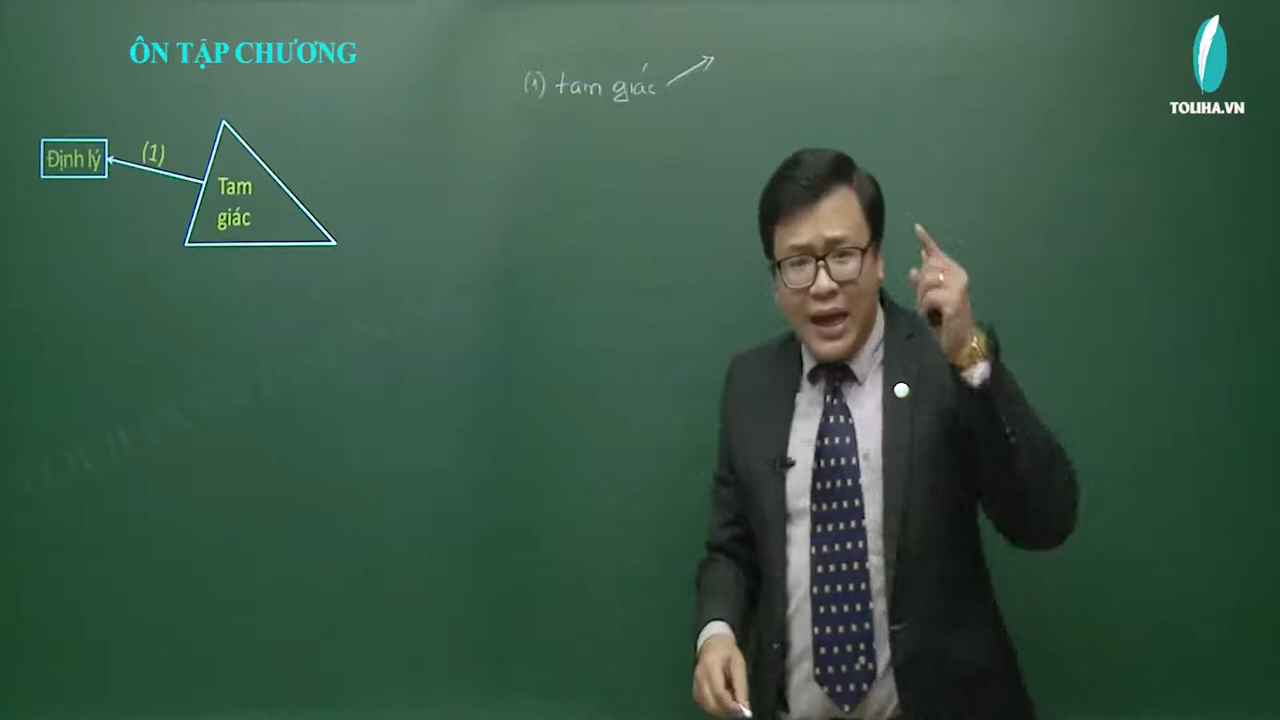 ÔN TẬP CHƯƠNG
(1) tam giác
TOLIHA.VN
Định lý
(1)
Tam
giác